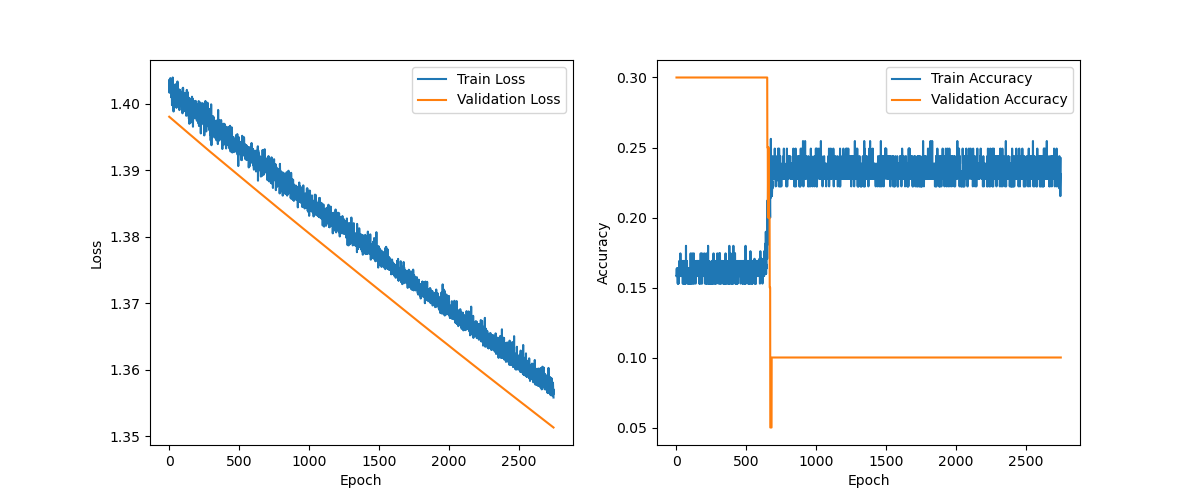 Train Loss
Validation Loss
1.40
1.39
1.38
1.37
1.36
1.35
Loss
0 500 1000 1500 2000 2500
Epoch
Train Accuracy
Validation Accuracy
0.30
0.25
0.20
0.15
0.10
0.05
Accuracy
0 500 1000 1500 2000 2500
Epoch